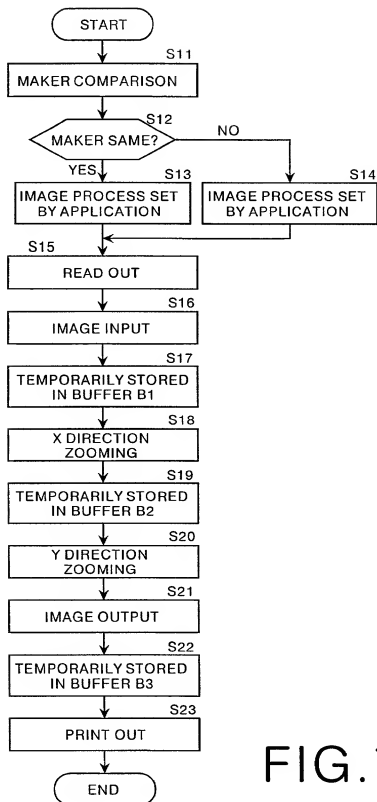 START
S11
MAKER COMPARISON
S12
MAKER SAME?
NO
YES
S13
IMAGE PROCESS SET
BY APPLICATION
S14
IMAGE PROCESS SET
BY APPLICATION
S15
READ OUT
S16
IMAGE INPUT
S17
TEMPORARILY STORED
IN BUFFER B1
S18
X DIRECTION
ZOOMING
S19
TEMPORARILY STORED
IN BUFFER B2
S20
Y DIRECTION
ZOOMING
S21
IMAGE OUTPUT
S22
TEMPORARILY STORED
IN BUFFER B3
S23
PRINT OUT
END
FIG.